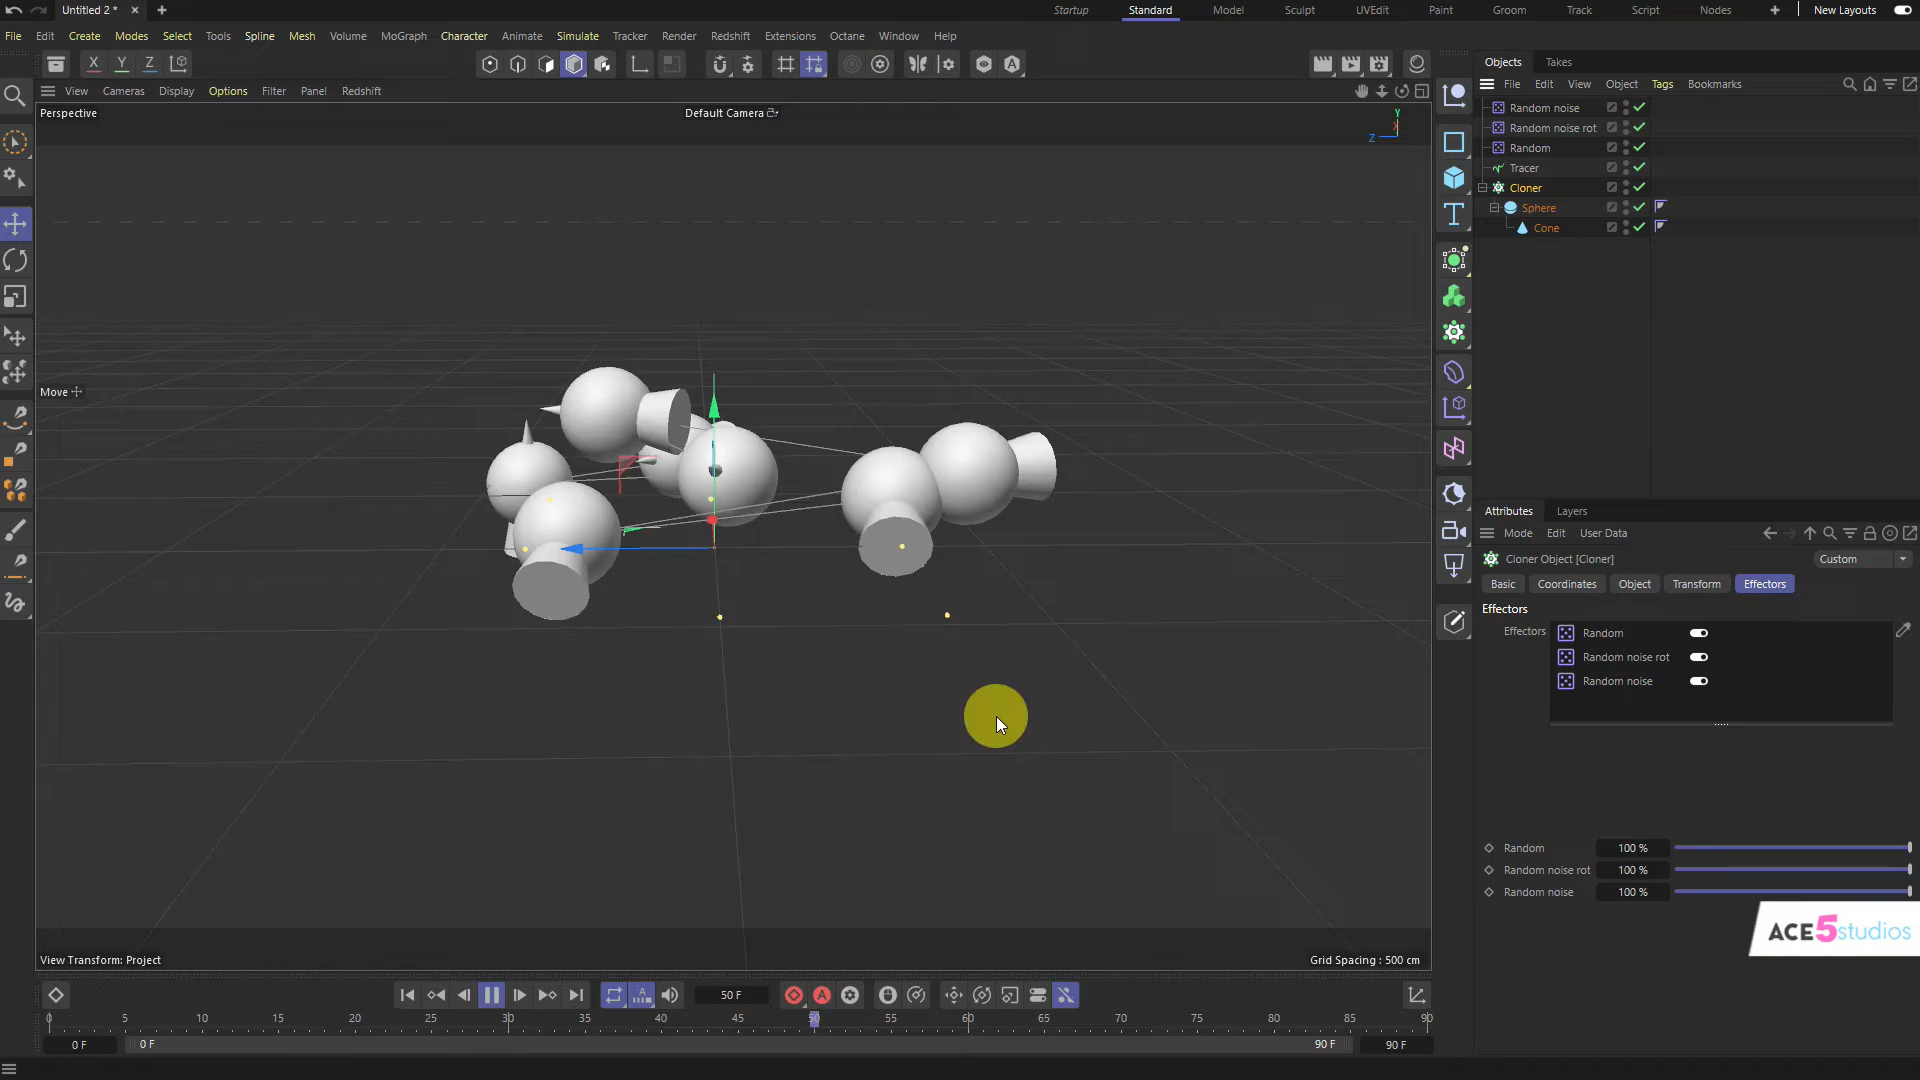 Untitled 2 *
Startup Standard Model Sculpt UVEdit Paint Groom Track Script Nodes New Layouts
File Edit Create Modes Select Tools Spline Mesh Volume MoGraph Character Animate Simulate Tracker Render Redshift Extensions Octane Window Help
X Y Z
View Cameras Display Options Filter Panel Redshift
Perspective
Default Camera
Y
X
Z
Move
View Transform: Project
Grid Spacing : 500 cm
Objects Takes
File Edit View Object Tags Bookmarks
Random noise
Random noise rot
Random
Tracer
Cloner
Sphere
Cone
Attributes Layers
Mode Edit User Data
Cloner Object [Cloner]
Custom
Basic Coordinates Object Transform Effectors
Effectors
Effectors
Random
Random noise rot
Random noise
Random 100 %
Random noise rot 100 %
Random noise 100 %
ACE5studios
50 F
0 5 10 15 20 25 30 35 40 45 50 55 60 65 70 75 80 85 90
0 F 0 F 90 F 90 F